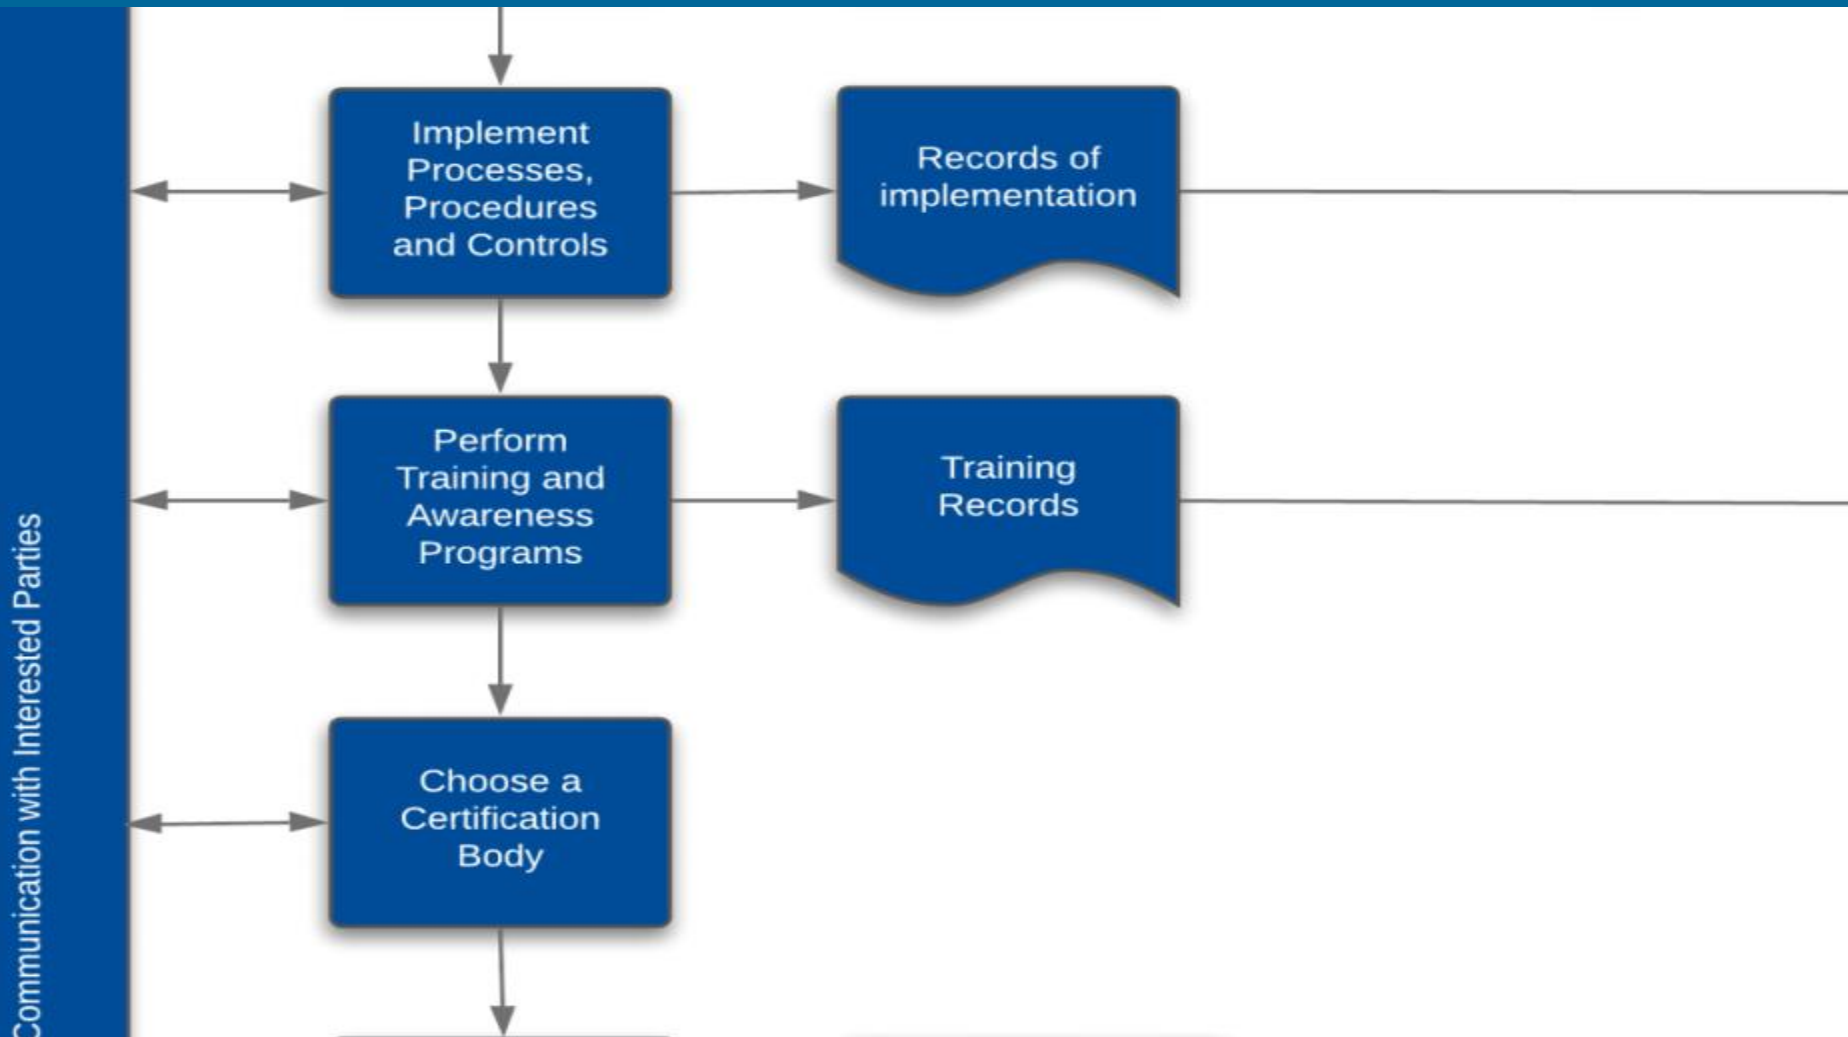 Implement
Processes,
Procedures
and Controls
Records of
implementation
Perform
Training and
Awareness
Programs
Training
Records
Choose a
Certification
Body
Communication with Interested Parties